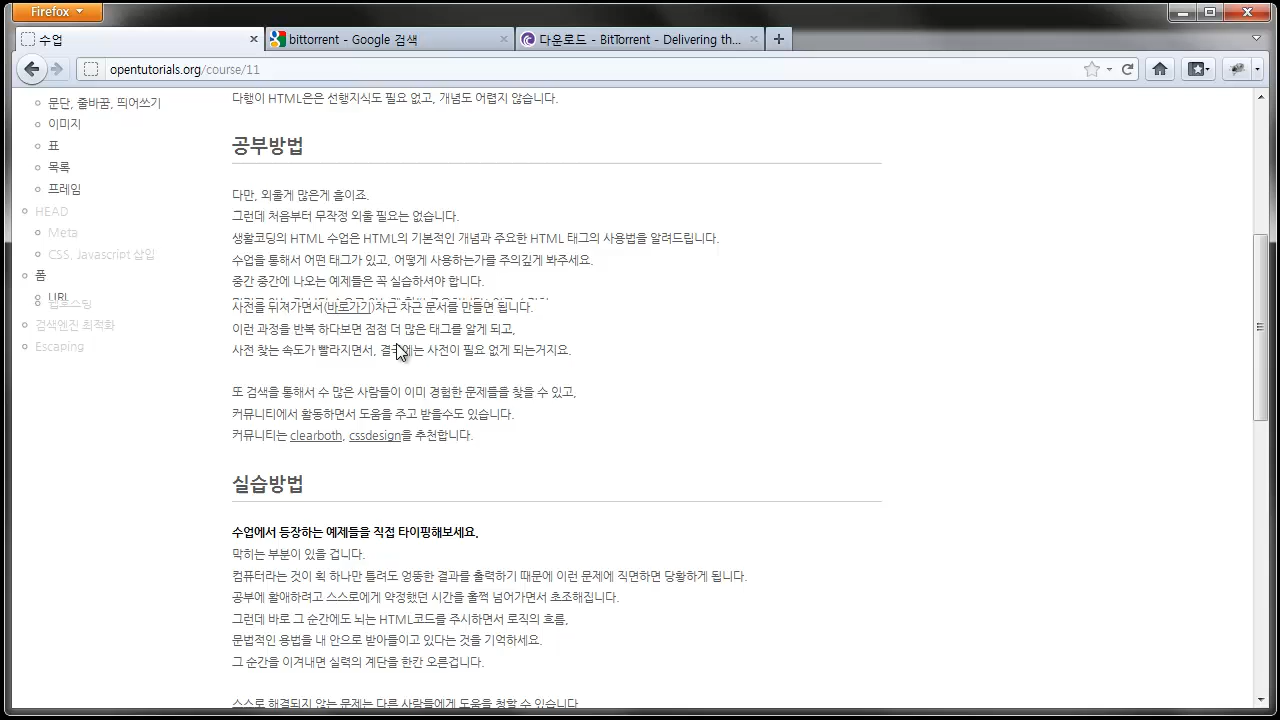 Firefox
수업
bittorrent - Google 검색
다운로드 - BitTorrent - Delivering th...
opentutorials.org/course/11
문단, 줄바꿈, 띄어쓰기
이미지
표
목록
프레임
HEAD
Meta
CSS, Javascript 삽입
폼
URL
웹호스팅
검색엔진 최적화
Escaping
다행이 HTML은은 선행지식도 필요 없고, 개념도 어렵지 않습니다.
공부방법
다만, 외울게 많은게 흠이죠.
그런데 처음부터 무작정 외울 필요는 없습니다.
생활코딩의 HTML 수업은 HTML의 기본적인 개념과 주요한 HTML 태그의 사용법을 알려드립니다.
수업을 통해서 어떤 태그가 있고, 어떻게 사용하는가를 주의깊게 봐주세요.
중간 중간에 나오는 예제들은 꼭 실습하셔야 합니다.
사전을 뒤져가면서(바로가기)차근 차근 문서를 만들면 됩니다.
이런 과정을 반복 하다보면 점점 더 많은 태그를 알게 되고,
사전 찾는 속도가 빨라지면서, 결국에는 사전이 필요 없게 되는거지요.
또 검색을 통해서 수 많은 사람들이 이미 경험한 문제들을 찾을 수 있고,
커뮤니티에서 활동하면서 도움을 주고 받을수도 있습니다.
커뮤니티는 clearboth, cssdesign을 추천합니다.
실습방법
수업에서 등장하는 예제들을 직접 타이핑해보세요.
막히는 부분이 있을 겁니다.
컴퓨터라는 것이 획 하나만 틀려도 엉뚱한 결과를 출력하기 때문에 이런 문제에 직면하면 당황하게 됩니다.
공부에 활애하려고 스스로에게 약정했던 시간을 훌쩍 넘어가면서 초조해집니다.
그런데 바로 그 순간에도 뇌는 HTML코드를 주시하면서 로직의 흐름,
문법적인 용법을 내 안으로 받아들이고 있다는 것을 기억하세요.
그 순간을 이겨내면 실력의 계단을 한칸 오른겁니다.
스스로 해결되지 않는 문제는 다른 사람들에게 도움을 청할 수 있습니다